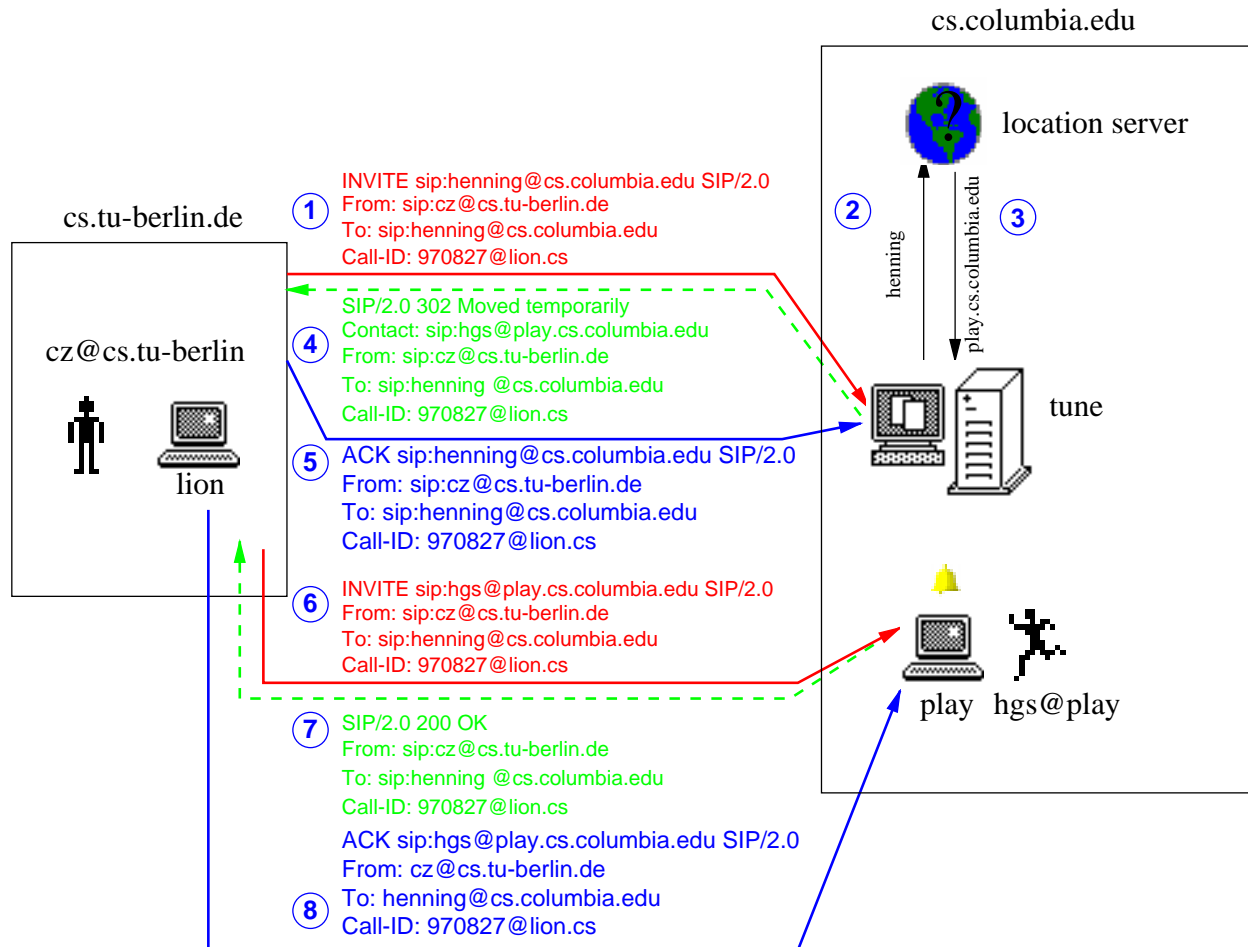 cs.columbia.edu
location server
2
3
henning
play.cs.columbia.edu
tune
play
hgs@play
cs.tu-berlin.de
cz@cs.tu-berlin
lion
1
INVITE sip:henning@cs.columbia.edu SIP/2.0
From: sip:cz@cs.tu-berlin.de
To: sip:henning@cs.columbia.edu
Call-ID: 970827@lion.cs
4
SIP/2.0 302 Moved temporarily
Contact: sip:hgs@play.cs.columbia.edu
From: sip:cz@cs.tu-berlin.de
To: sip:henning @cs.columbia.edu
Call-ID: 970827@lion.cs
5
ACK sip:henning@cs.columbia.edu SIP/2.0
From: sip:cz@cs.tu-berlin.de
To: sip:henning@cs.columbia.edu
Call-ID: 970827@lion.cs
6
INVITE sip:hgs@play.cs.columbia.edu SIP/2.0
From: sip:cz@cs.tu-berlin.de
To: sip:henning@cs.columbia.edu
Call-ID: 970827@lion.cs
7
SIP/2.0 200 OK
From: sip:cz@cs.tu-berlin.de
To: sip:henning @cs.columbia.edu
Call-ID: 970827@lion.cs
8
ACK sip:hgs@play.cs.columbia.edu SIP/2.0
From: cz@cs.tu-berlin.de
To: henning@cs.columbia.edu
Call-ID: 970827@lion.cs
?